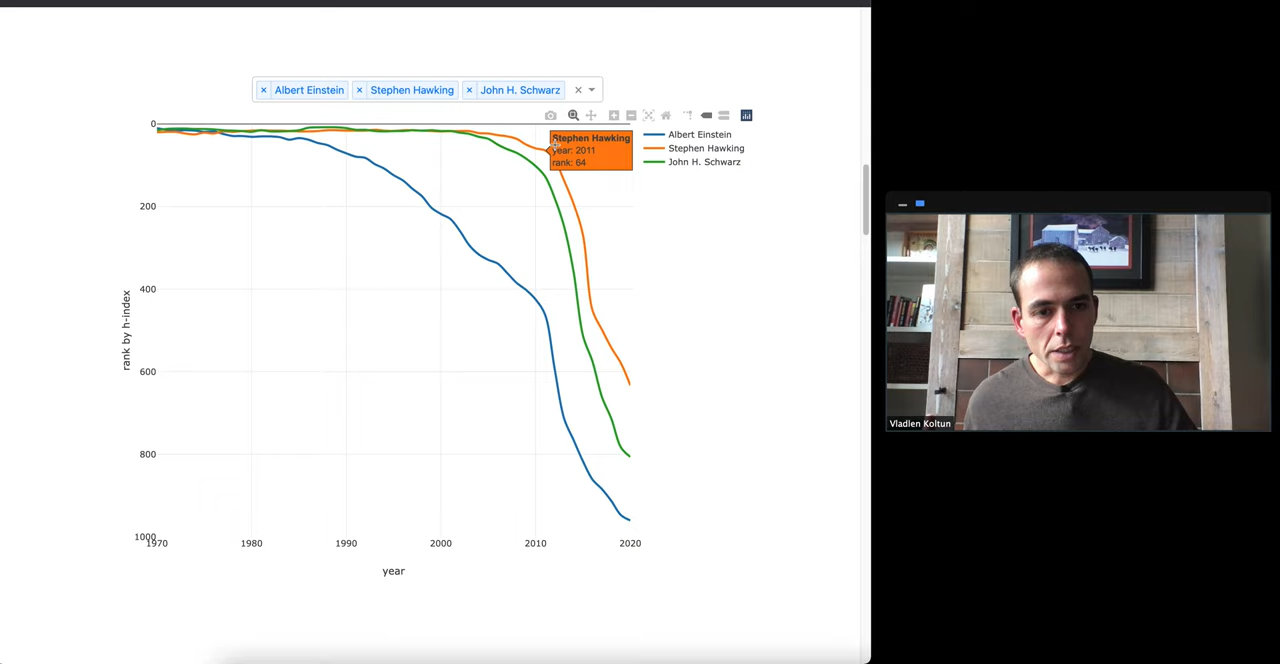 × Albert Einstein × Stephen Hawking × John H. Schwarz ×
0
200
400
600
800
1000
rank by h-index
1970 1980 1990 2000 2010 2020
year
Stephen Hawking
year: 2011
rank: 64
Albert Einstein
Stephen Hawking
John H. Schwarz
Vladlen Koltun